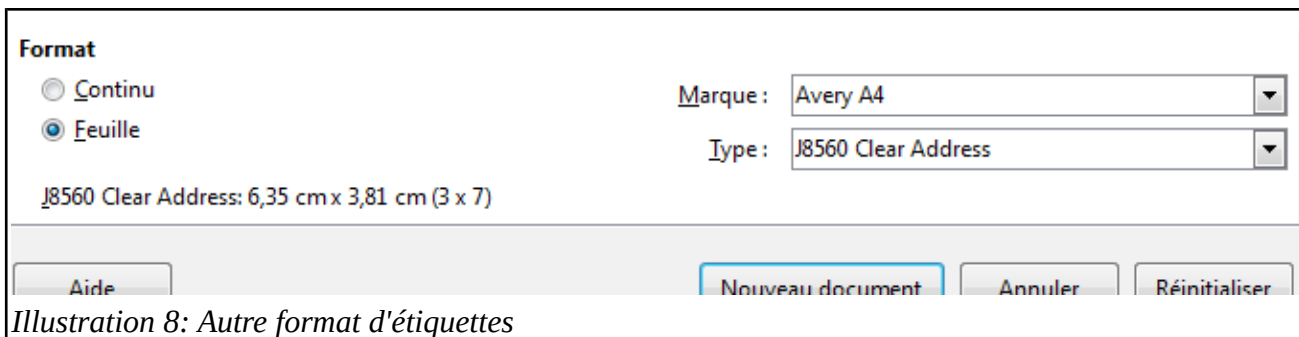 Format
Continu
Feuille
Marque : Avery A4
Type : J8560 Clear Address
J8560 Clear Address: 6,35 cm x 3,81 cm (3 x 7)
Aide Nouveau document Annuler Réinitialiser
Illustration 8: Autre format d'étiquettes